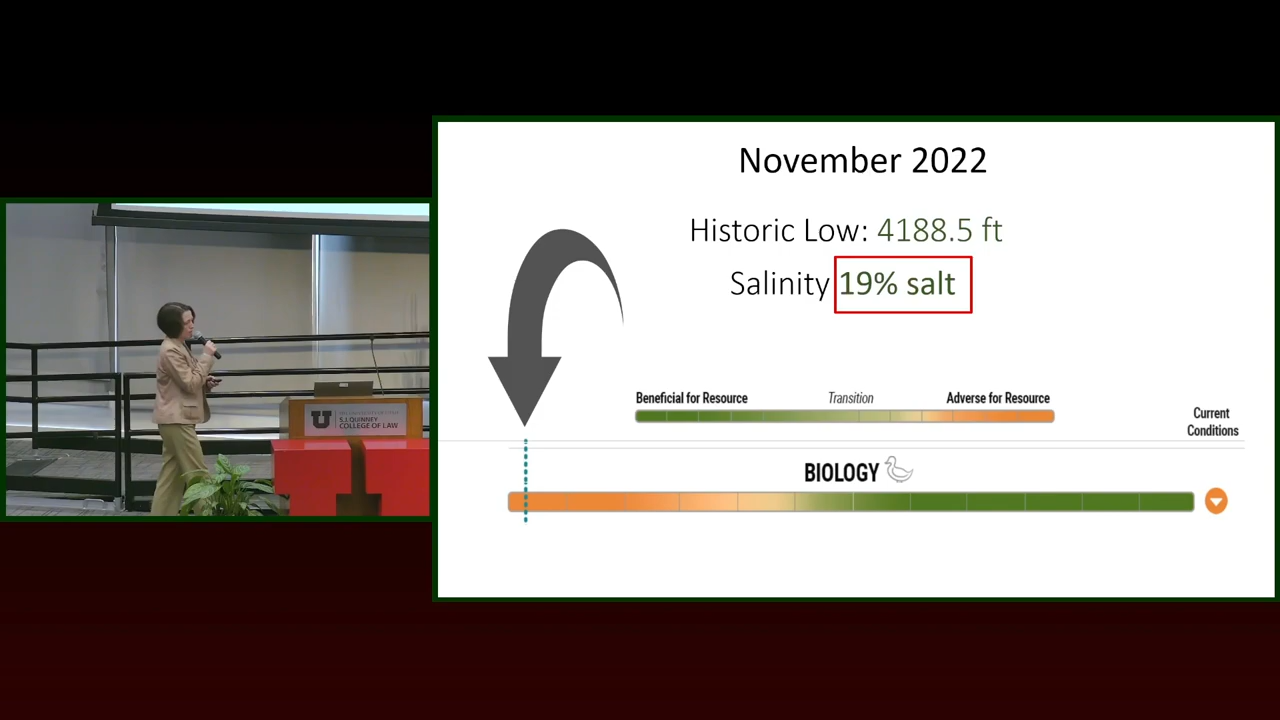 November 2022
Historic Low: 4188.5 ft
Salinity 19% salt
Beneficial for Resource
Transition
Adverse for Resource
Current
Conditions
BIOLOGY
U
S.J. QUINNEY
COLLEGE OF LAW